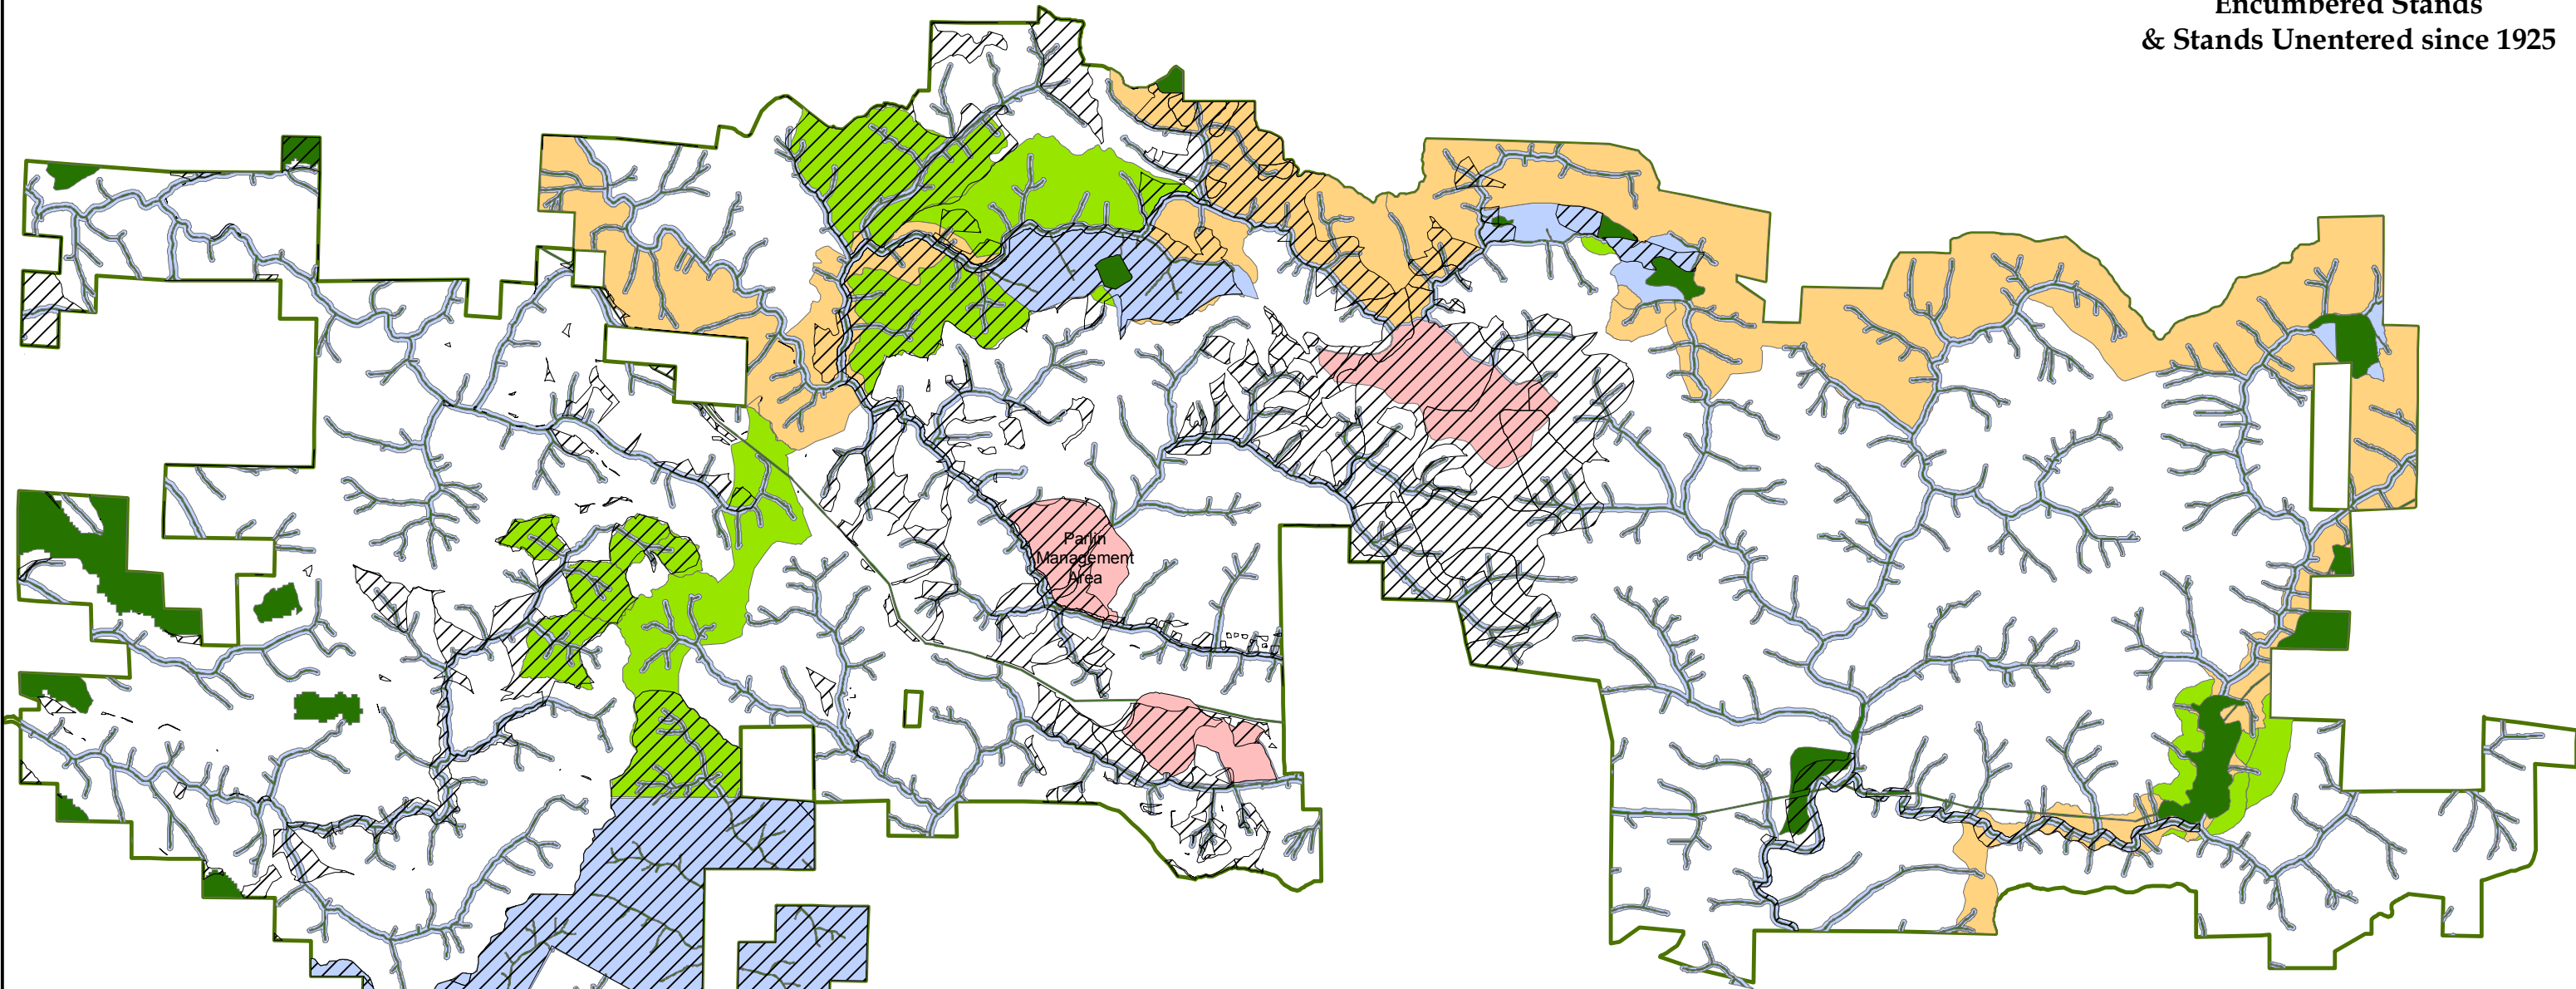 Encumbered Stands
& Stands Unentered since 1925
Parlin
Management
Area